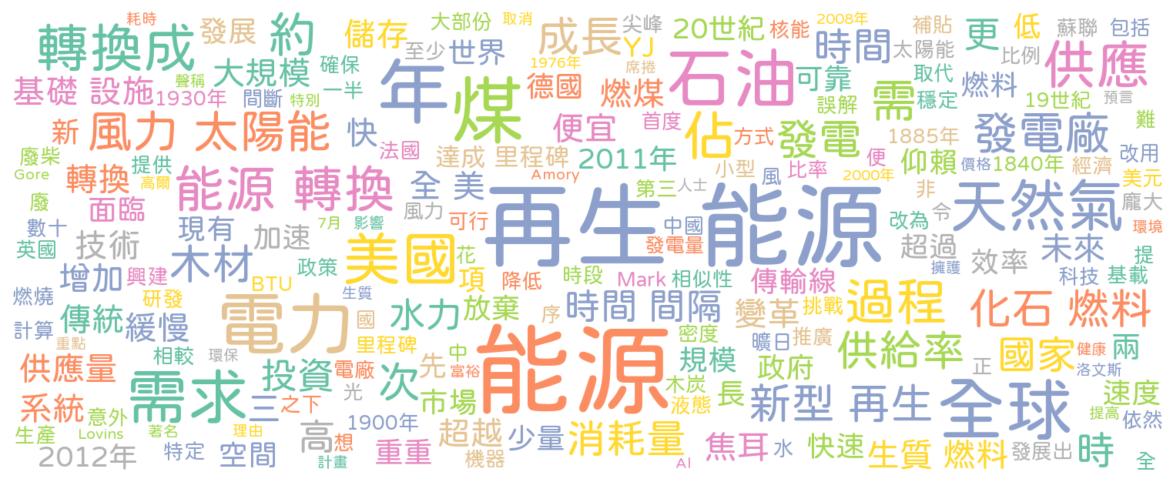 耗時
取消
2008年
轉換成
發展
約
儲存
大部份
尖峰
20世紀
核能
補貼
低
蘇聯
包括
成長
YJ
時間
更
至少
世界
太陽能
比例
供應
大規模
確保
1976年
席捲
聲稱
年
石油
可靠
取代
燃料
基礎 設施
1930年
間斷
特別
一半
煤
德國
燃煤
誤解
需
穩定
19世紀
預言
新
風力 太陽能
快
便宜
首度
佔
方式
發電
1885年
發電廠
難
廢柴
提供
法國
達成 里程碑
2011年
小型
風
比率
便
仰賴
價格
1840年
經濟
改用
Gore
轉換
高爾
能源 轉換
全 美
Amory
第三
人士
2000年
非
美元
廢
面臨
風力
可行
再生 能源
天然氣
龐大
數十
7月
影響
現有
中國
改為
令
環境
英國
技術
加速
美國
花
發電量
超過
未來
提
木材
擁護
增加
興建
政策
項
降低
時段
Mark
相似性
傳輸線
效率
科技
基載
BTU
燃燒
研發
生質
電力
放棄
序
時間 間隔
挑戰
過程
化石 燃料
傳統
緩慢
國
水力
密度
變革
計算
重點
里程碑
中
能源
曠日
推廣
供給率
國家
健康
兩
相較
環保
供應量
投資
電廠
先
富裕
規模
政府
正
洛文斯
需求
光
次
木炭
長
速度
系統
意外
三
之下
市場
液態
新型 再生
全球
提高
生產
Lovins
著名
理由
1900年
高
想
超越
少量
消耗量
依然
2012年
特定
空間
計畫
重重
機器
AI
焦耳
水
快速
生質 燃料
發展出
時
全